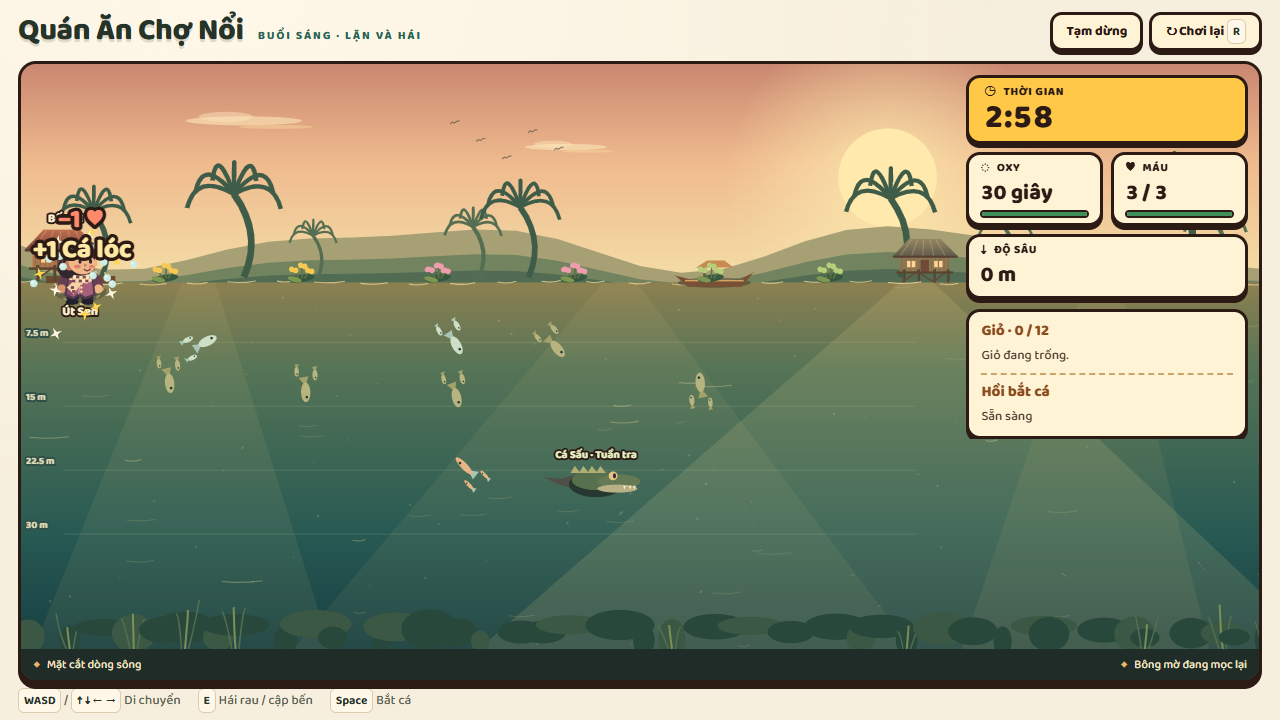 Quán Ăn Chợ Nổi
BUỔI SÁNG · LẶN VÀ HÁI
Tạm dừng
↻ Chơi lại R
THỜI GIAN
2:58
OXY
30 giây
MÁU
3 / 3
↓ ĐỘ SÂU
0 m
Giỏ · 0 / 12
Giỏ đang trống.
Hồi bắt cá
Sẵn sàng
-1
+1 Cá lóc
Út Sen
7.5 m
15 m
22.5 m
30 m
Cá Sấu · Tuần tra
Mặt cắt dòng sông
Bông mờ đang mọc lại
WASD / ↑↓← → Di chuyển E Hái rau / cập bến Space Bắt cá